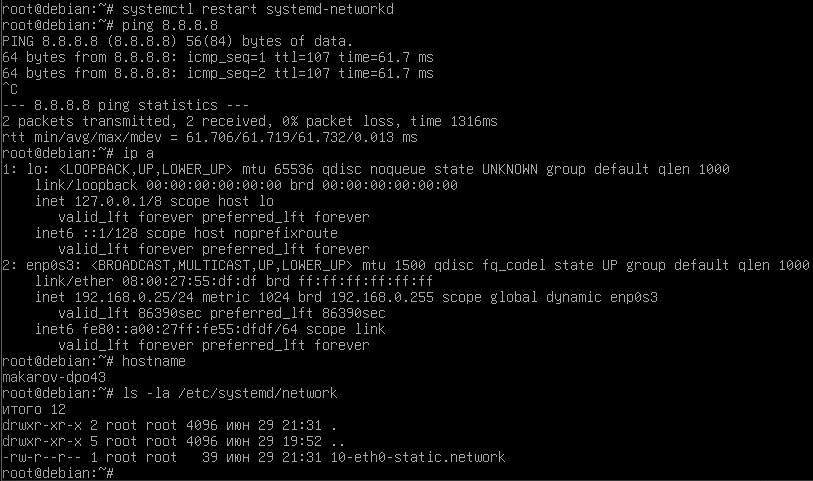 root@debian:~# systemctl restart systemd-networkd
root@debian:~# ping 8.8.8.8
PING 8.8.8.8 (8.8.8.8) 56(84) bytes of data.
64 bytes from 8.8.8.8: icmp_seq=1 ttl=107 time=61.7 ms
64 bytes from 8.8.8.8: icmp_seq=2 ttl=107 time=61.7 ms
^C
--- 8.8.8.8 ping statistics ---
2 packets transmitted, 2 received, 0% packet loss, time 1316ms
rtt min/avg/max/mdev = 61.706/61.719/61.732/0.013 ms
root@debian:~# ip a
1: lo: <LOOPBACK,UP,LOWER_UP> mtu 65536 qdisc noqueue state UNKNOWN group default qlen 1000
    link/loopback 00:00:00:00:00:00 brd 00:00:00:00:00:00
    inet 127.0.0.1/8 scope host lo
       valid_lft forever preferred_lft forever
    inet6 ::1/128 scope host noprefixroute
       valid_lft forever preferred_lft forever
2: enp0s3: <BROADCAST,MULTICAST,UP,LOWER_UP> mtu 1500 qdisc fq_codel state UP group default qlen 1000
    link/ether 08:00:27:55:df:df brd ff:ff:ff:ff:ff:ff
    inet 192.168.0.25/24 metric 1024 brd 192.168.0.255 scope global dynamic enp0s3
       valid_lft 86390sec preferred_lft 86390sec
    inet6 fe80::a00:27ff:fe55:dfdf/64 scope link
       valid_lft forever preferred_lft forever
root@debian:~# hostname
makarov-dpo43
root@debian:~# ls -la /etc/systemd/network
итого 12
drwxr-xr-x 2 root root 4096 июн 29 21:31 .
drwxr-xr-x 5 root root 4096 июн 29 19:52 ..
-rw-r--r-- 1 root root   39 июн 29 21:31 10-eth0-static.network
root@debian:~#